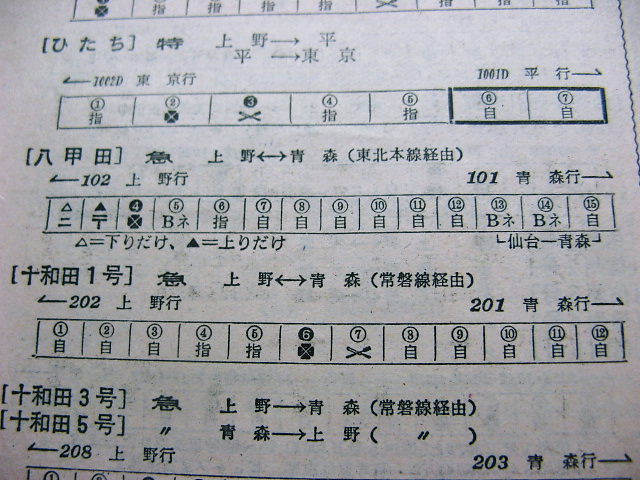 指 指 指 指
[ひたち] 特 上野→平
平→東京
←1002D 東京行 1001D 平行→
① ② ❸ ④ ⑤ ⑥ ⑦
指 指 指 自 自
[八甲田] 急 上野↔青森(東北本線経由)
←102 上野行 101 青森行→
△ ▲ ❹ ⑤ ⑥ ⑦ ⑧ ⑨ ⑩ ⑪ ⑫ ⑬ ⑭ ⑮
ニ 〒 Bネ 指 自 自 自 自 自 自 Bネ Bネ 自
△=下りだけ、▲=上りだけ └仙台—青森┘
[十和田1号] 急 上野↔青森(常磐線経由)
←202 上野行 201 青森行→
① ② ③ ④ ⑤ ❻ ⑦ ⑧ ⑨ ⑩ ⑪ ⑫
自 自 自 指 指 自 自 自 自 自
[十和田3号] 急 上野→青森(常磐線経由)
[十和田5号] 〃 青森→上野( 〃 )
←208 上野行 203 青森行→